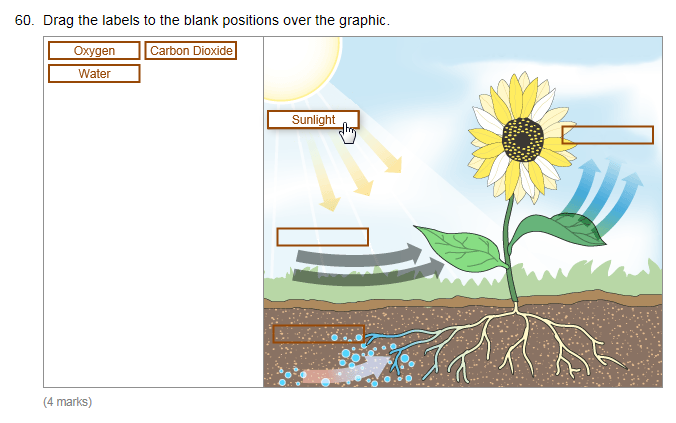 60. Drag the labels to the blank positions over the graphic.
Oxygen Carbon Dioxide
Water
Sunlight
(4 marks)